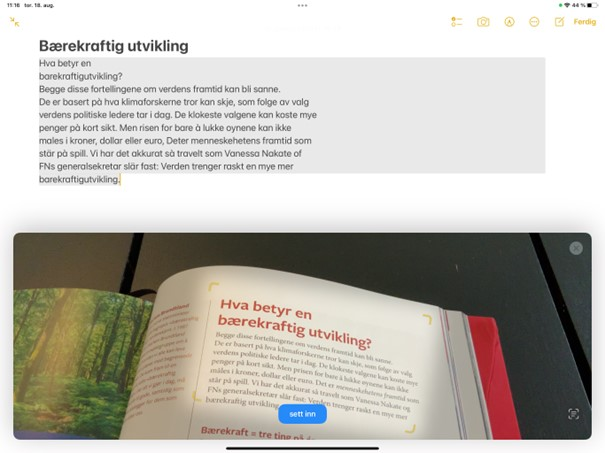 11:16 tor. 18. aug.
44 %
Ferdig
Bærekraftig utvikling
Hva betyr en
barekraftigutvikling?
Begge disse fortellingene om verdens framtid kan bli sanne.
De er basert på hva klimaforskerne tror kan skje, som folge av valg
verdens politiske ledere tar i dag. De klokeste valgene kan koste mye
penger på kort sikt. Men risen for bare å lukke oynene kan ikke
males i kroner, dollar eller euro, Deter menneskehetens framtid som
står på spill. Vi har det akkurat så travelt som Vanessa Nakate of
FNs generalsekretar slår fast: Verden trenger raskt en mye mer
barekraftigutvikling.
Hva betyr en
bærekraftig utvikling?
Begge disse fortellingene om verdens framtid kan bli sanne.
De er basert på hva klimaforskerne tror kan skje, som følge av valg
verdens politiske ledere tar i dag. De klokeste valgene kan koste mye
penger på kort sikt. Men prisen for bare å lukke øynene kan ikke
måles i kroner, dollar eller euro. Det er menneskehetens framtid som
står på spill. Vi har det akkurat så travelt som Vanessa Nakate og
FNs generalsekretær slår fast: Verden trenger raskt en mye mer
bærekraftig utvikling.
sett inn
Bærekraft = tre ting på